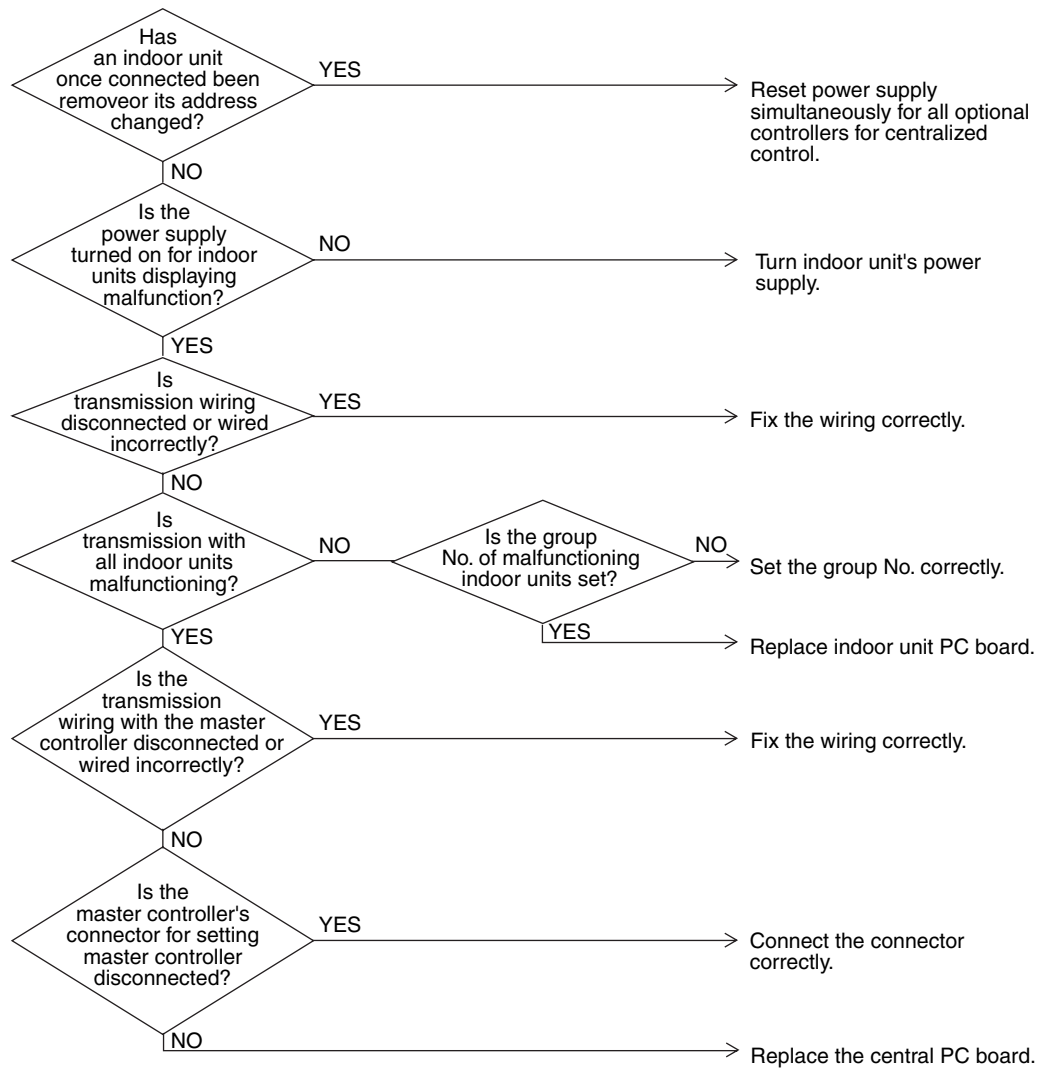 Has
an indoor unit
once connected been
removeor its address
changed?
YES
Reset power supply
simultaneously for all optional
controllers for centralized
control.
NO
Is the
power supply
turned on for indoor
units displaying
malfunction?
NO
Turn indoor unit's power
supply.
YES
Is
transmission wiring
disconnected or wired
incorrectly?
YES
Fix the wiring correctly.
NO
Is
transmission with
all indoor units
malfunctioning?
NO
Is the group
No. of malfunctioning
indoor units set?
NO
Set the group No. correctly.
YES
Replace indoor unit PC board.
YES
Is the
transmission
wiring with the master
controller disconnected or
wired incorrectly?
YES
Fix the wiring correctly.
NO
Is the
master controller's
connector for setting
master controller
disconnected?
YES
Connect the connector
correctly.
NO
Replace the central PC board.